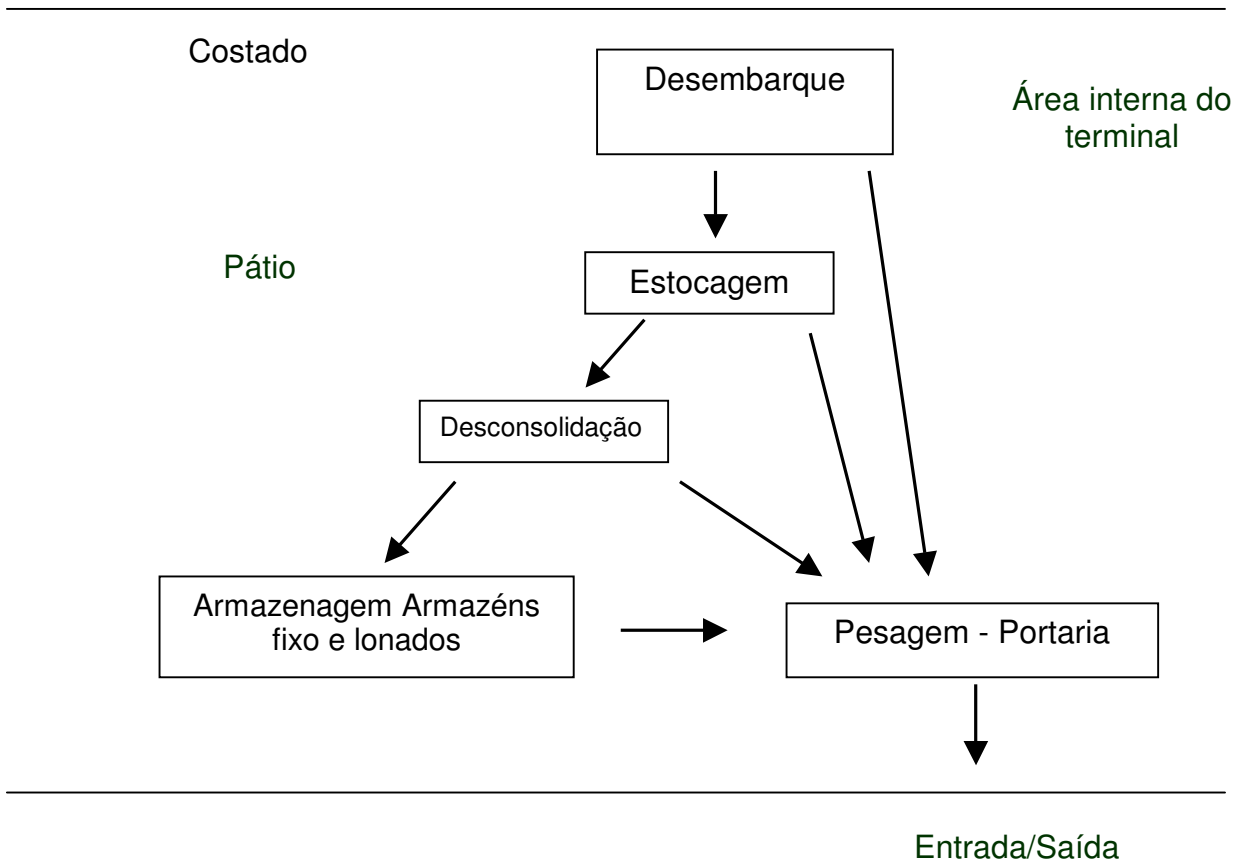 Costado
Desembarque
Área interna do
terminal
Pátio
Estocagem
Desconsolidação
Armazenagem Armazéns
fixo e lonados
Pesagem - Portaria
Entrada/Saída